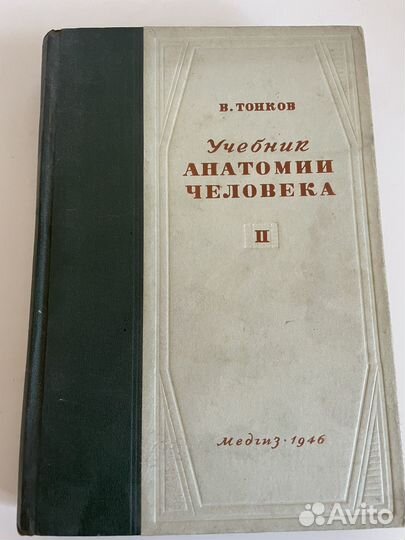 В. ТОНКОВ
Учебник
АНАТОМИИ
ЧЕЛОВЕКА
II
Медгиз · 1946
Avito